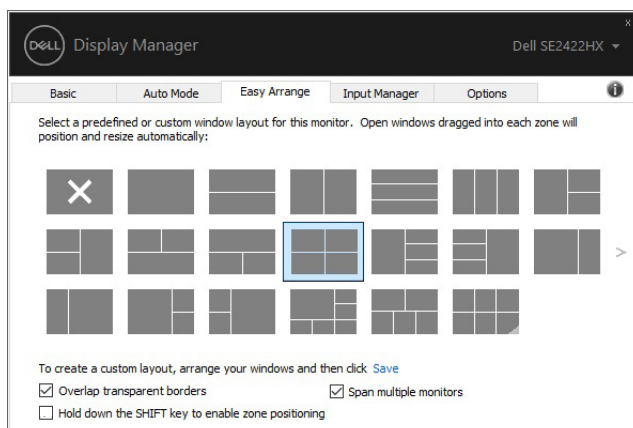 DELL Display Manager Dell SE2422HX
x
Basic Auto Mode Easy Arrange Input Manager Options i
Select a predefined or custom window layout for this monitor. Open windows dragged into each zone will
position and resize automatically:
>
To create a custom layout, arrange your windows and then click Save
Overlap transparent borders Span multiple monitors
Hold down the SHIFT key to enable zone positioning